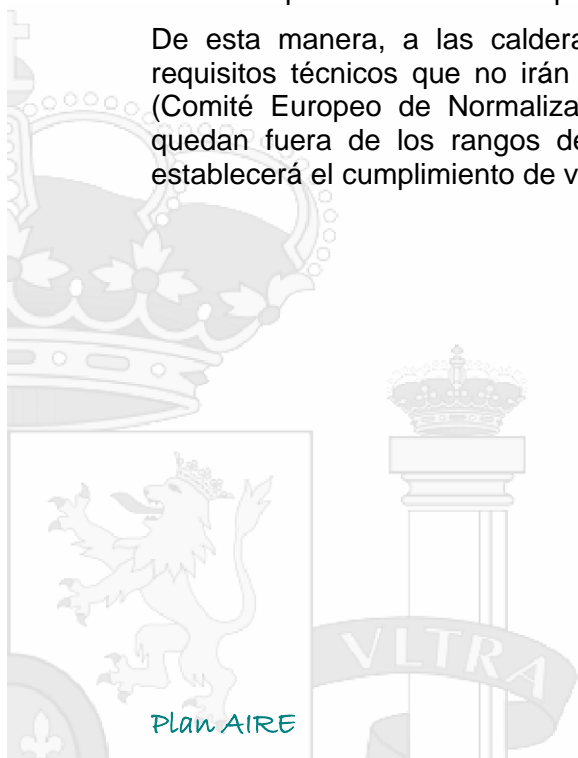 De esta manera, a las caldera
requisitos técnicos que no irán
(Comité Europeo de Normaliza
quedan fuera de los rangos de
establecerá el cumplimiento de v
VLTRA
Plan AIRE